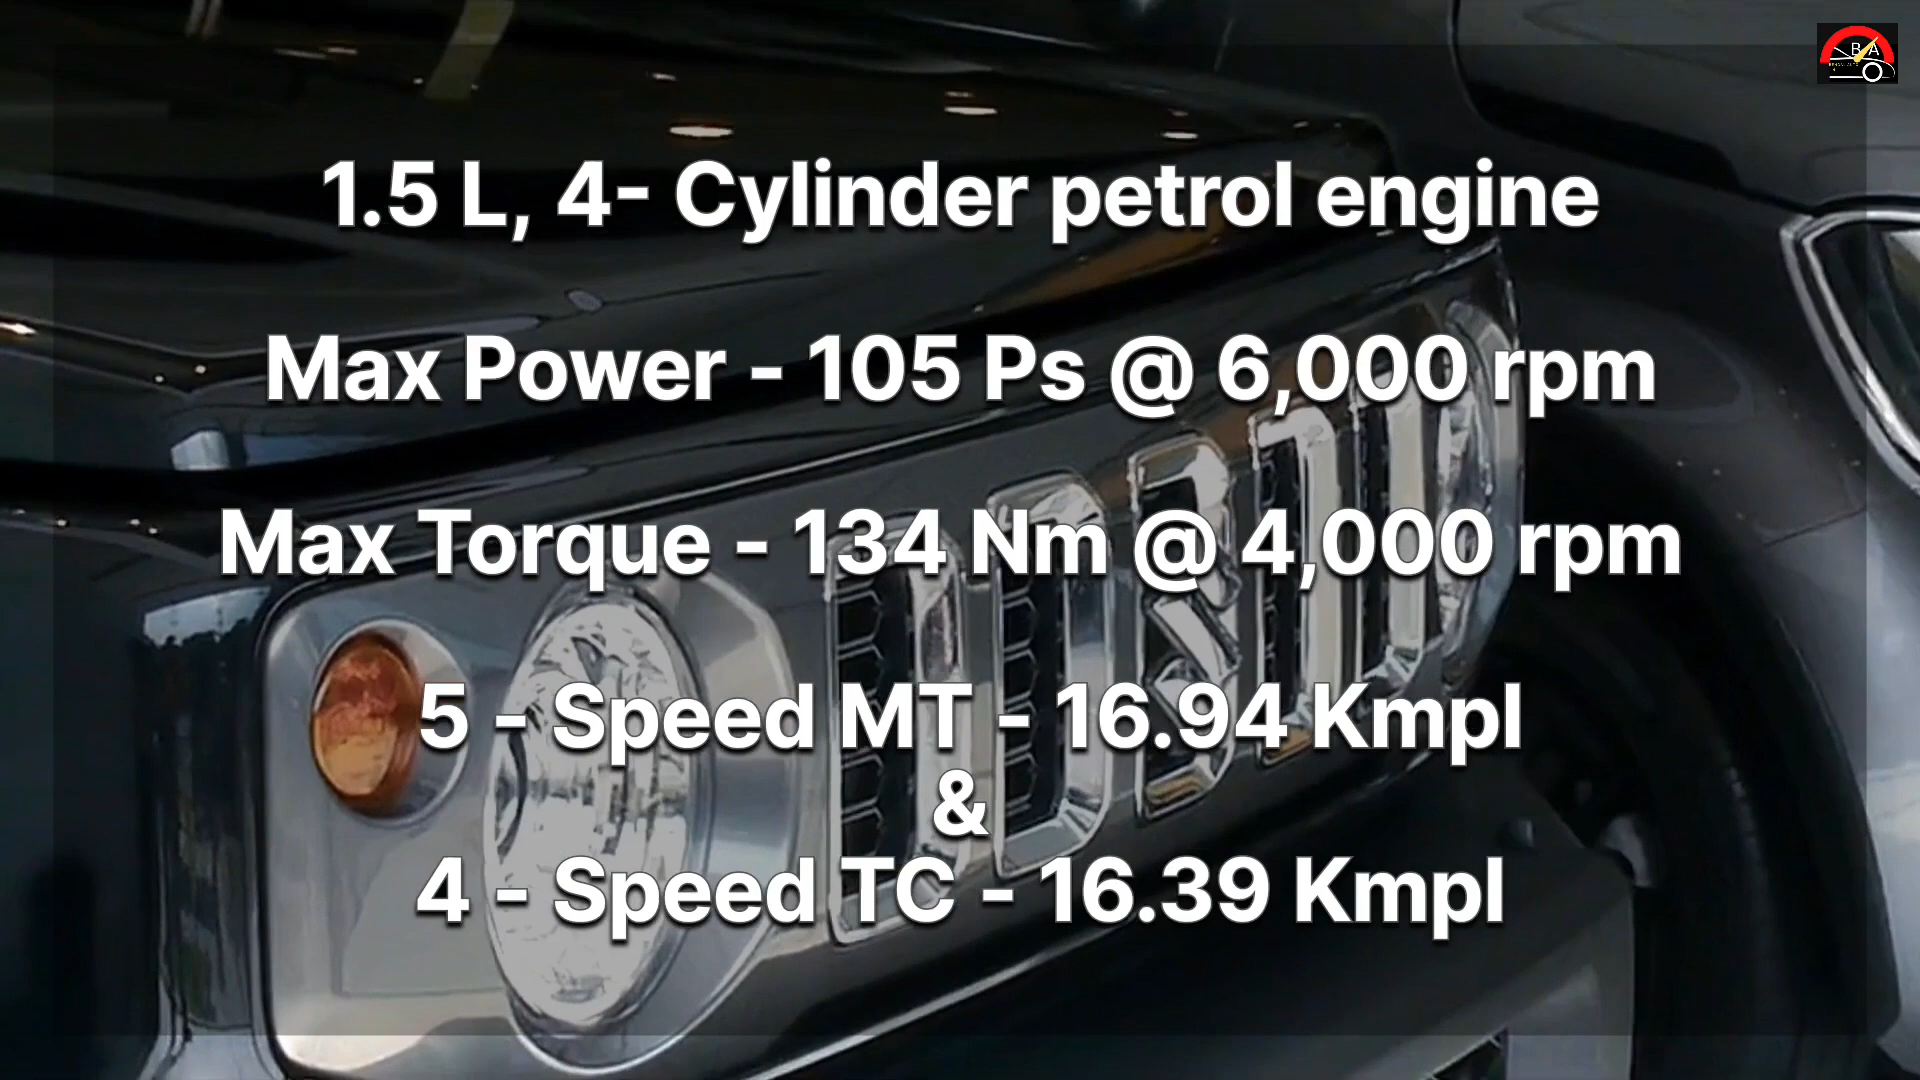 BA
1.5 L, 4- Cylinder petrol engine
Max Power - 105 Ps @ 6,000 rpm
Max Torque - 134 Nm @ 4,000 rpm
5 - Speed MT - 16.94 Kmpl
&
4 - Speed TC - 16.39 Kmpl